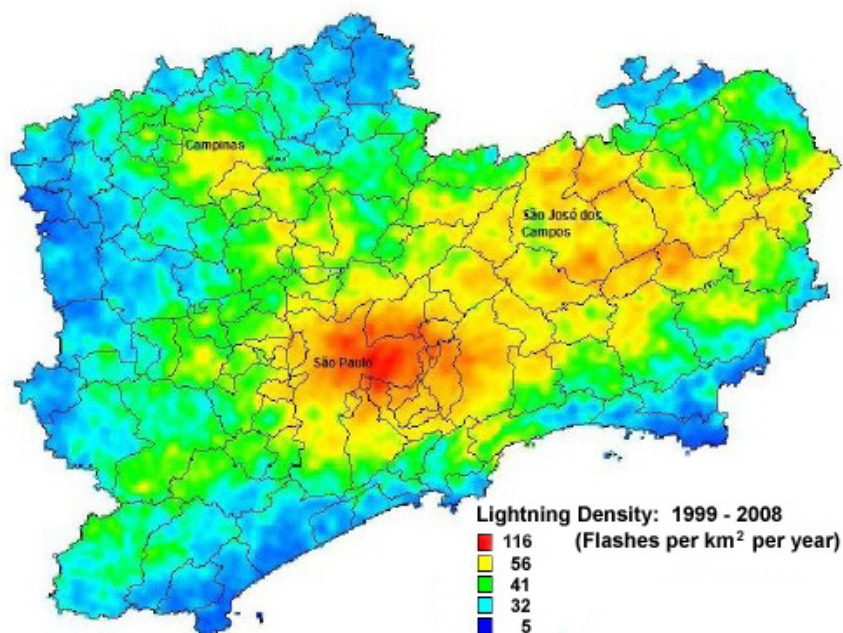 Campinas
São José dos
Campos
São Paulo
Lightning Density: 1999 - 2008
(Flashes per km² per year)
116
56
41
32
5